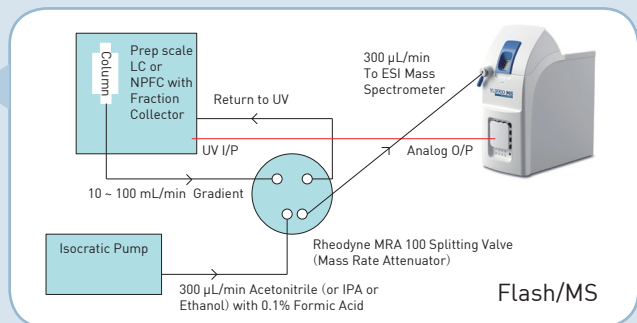 Column
Prep scale
LC or
NPFC with
Fraction
Collector
300 µL/min
To ESI Mass
Spectrometer
Return to UV
UV I/P
Analog O/P
10 ~ 100 mL/min Gradient
Isocratic Pump
Rheodyne MRA 100 Splitting Valve
(Mass Rate Attenuator)
300 µL/min Acetonitrile (or IPA or
Ethanol) with 0.1% Formic Acid
Flash/MS